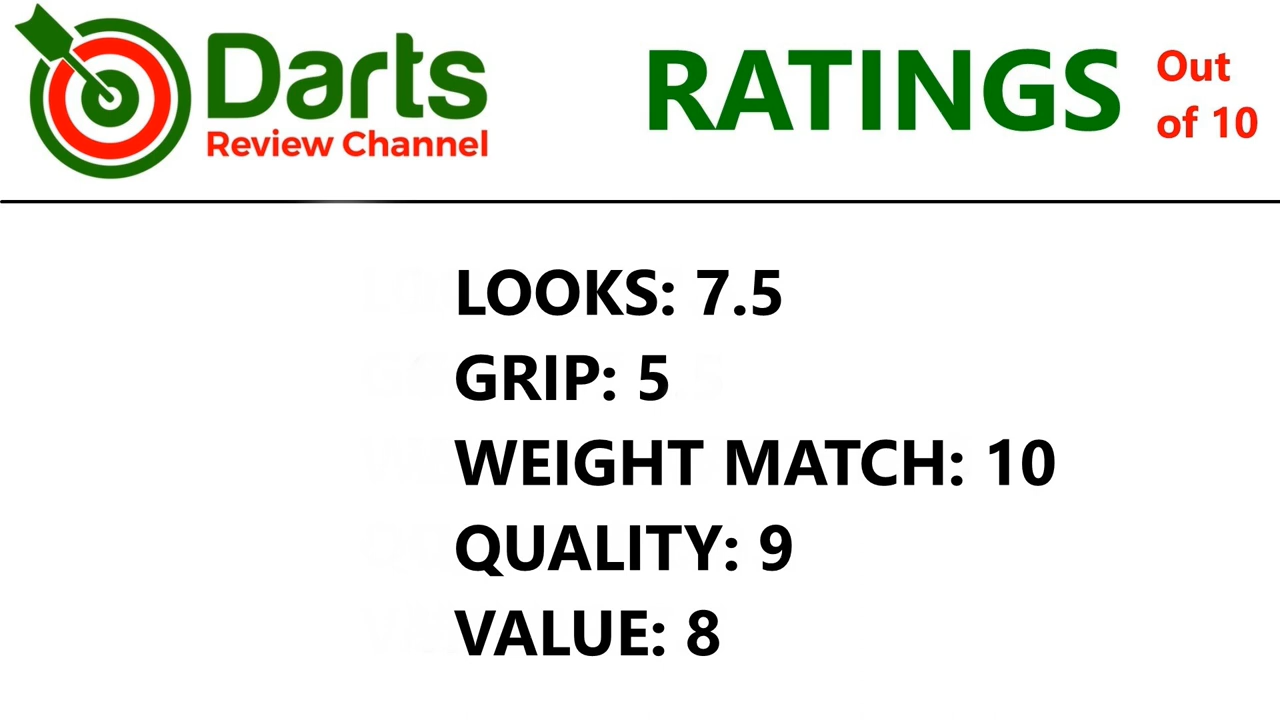 Darts
Review Channel
RATINGS
Out
of 10
LOOKS: 7.5
GRIP: 5
WEIGHT MATCH: 10
QUALITY: 9
VALUE: 8